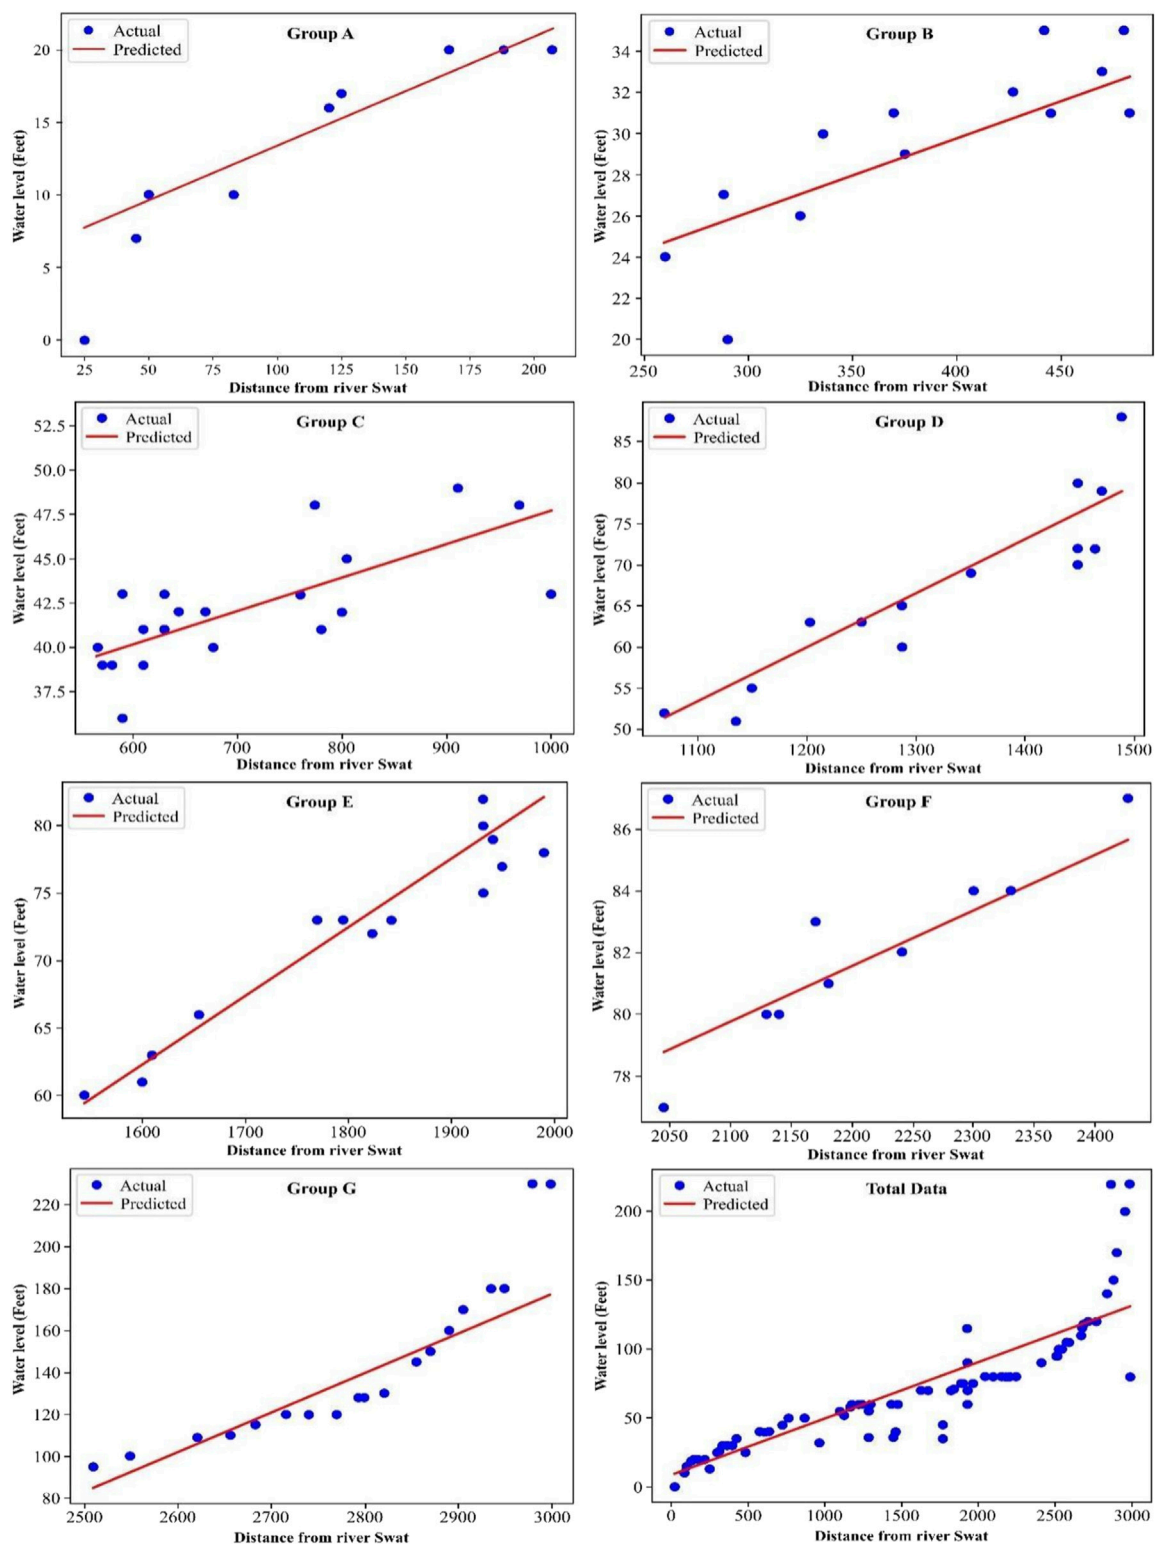 Group A
Actual
Predicted
Water level (Feet)
20
15
10
5
0
25 50 75 100 125 150 175 200
Distance from river Swat
Group B
Actual
Predicted
Water level (Feet)
34
32
30
28
26
24
22
20
250 300 350 400 450
Distance from river Swat
Group C
Actual
Predicted
Water level (Feet)
52.5
50.0
47.5
45.0
42.5
40.0
37.5
600 700 800 900 1000
Distance from river Swat
Group D
Actual
Predicted
Water level (Feet)
85
80
75
70
65
60
55
50
1100 1200 1300 1400 1500
Distance from river Swat
Group E
Actual
Predicted
Water level (Feet)
80
75
70
65
60
1600 1700 1800 1900 2000
Distance from river Swat
Group F
Actual
Predicted
Water level (Feet)
86
84
82
80
78
2050 2100 2150 2200 2250 2300 2350 2400
Distance from river Swat
Group G
Actual
Predicted
Water level (Feet)
220
200
180
160
140
120
100
80
2500 2600 2700 2800 2900 3000
Distance from river Swat
Total Data
Actual
Predicted
Water level (Feet)
200
150
100
50
0
0 500 1000 1500 2000 2500 3000
Distance from river Swat